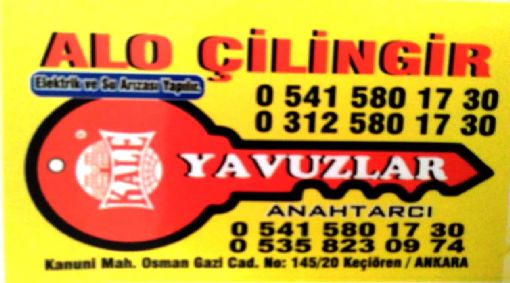 ALO ÇİLİNGİR
Elektrik ve Su Arızası Yapılır.
0 541 580 17 30
0 312 580 17 30
KALE
YAVUZLAR
ANAHTARCI
0 541 580 17 30
0 535 823 09 74
Kanuni Mah. Osman Gazi Cad. No: 145/20 Keçiören / ANKARA